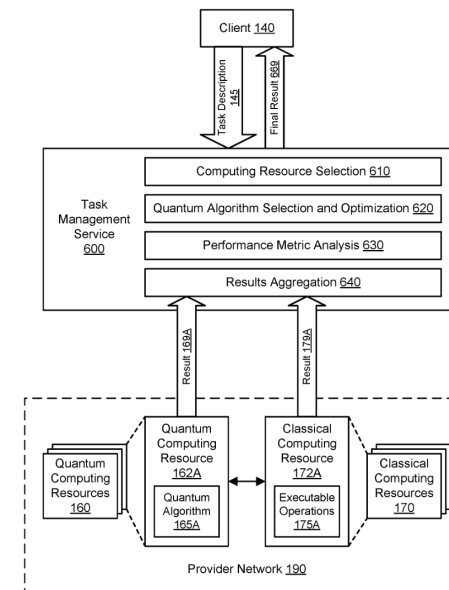 Client 140
Task Description
145
Final Result 669
Computing Resource Selection 610
Task
Management
Service
600
Quantum Algorithm Selection and Optimization 620
Performance Metric Analysis 630
Results Aggregation 640
Result 169A
Result 179A
Quantum
Computing
Resources
160
Quantum
Computing
Resource
162A
Quantum
Algorithm
165A
Classical
Computing
Resource
172A
Executable
Operations
175A
Classical
Computing
Resources
170
Provider Network 190